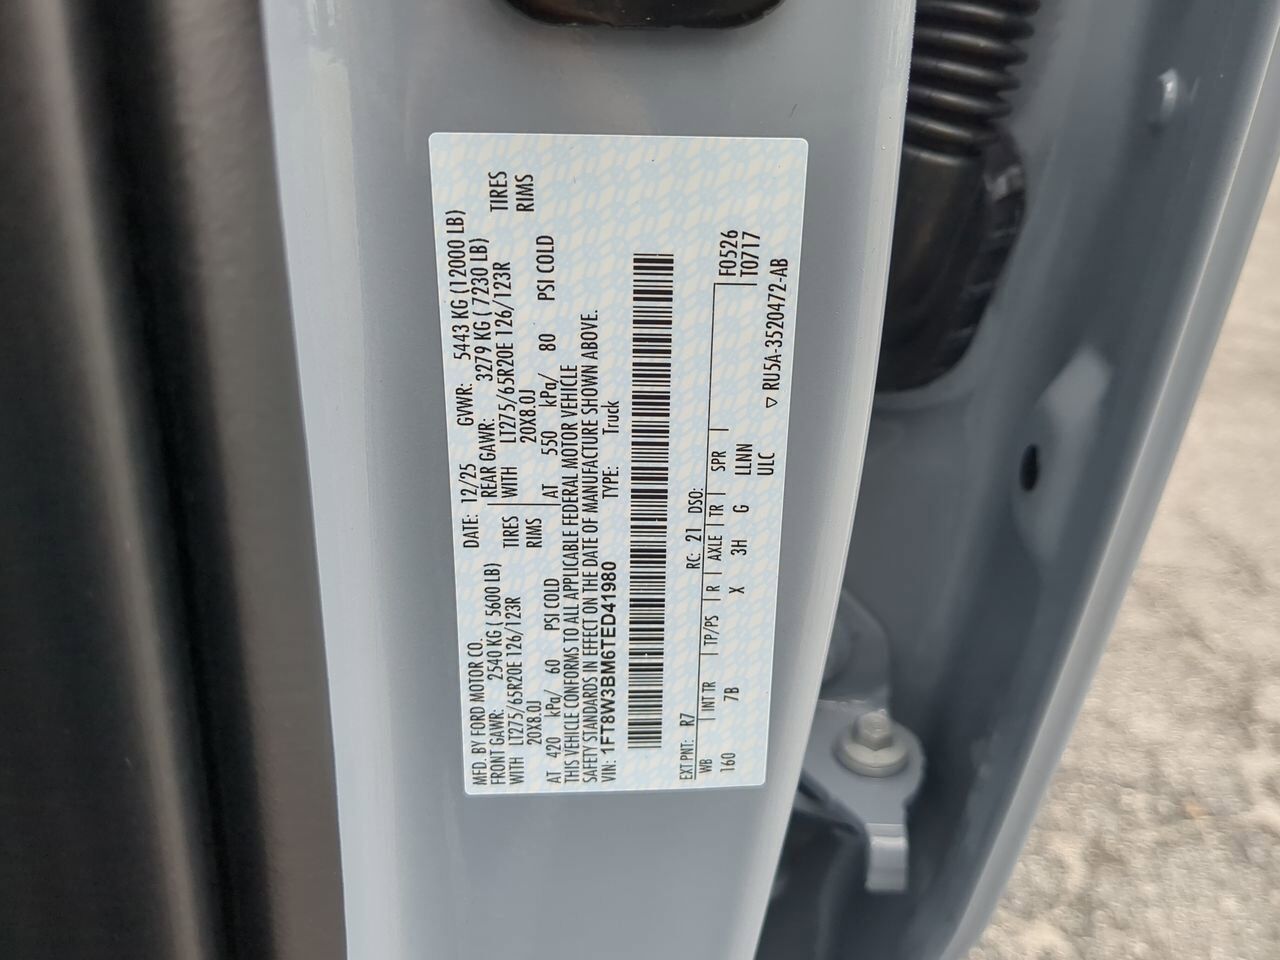 MFD. BY FORD MOTOR CO.
DATE: 12/25 GVWR: 5443 KG (12000 LB)
FRONT GAWR: 2540 KG ( 5600 LB) REAR GAWR: 3279 KG ( 7230 LB)
WITH LT275/65R20E 126/123R TIRES WITH LT275/65R20E 126/123R TIRES
20X8.0J RIMS 20X8.0J RIMS
AT 420 kPa/ 60 PSI COLD AT 550 kPa/ 80 PSI COLD
THIS VEHICLE CONFORMS TO ALL APPLICABLE FEDERAL MOTOR VEHICLE
SAFETY STANDARDS IN EFFECT ON THE DATE OF MANUFACTURE SHOWN ABOVE.
VIN: 1FT8W3BM6TED41980 TYPE: Truck
EXT PNT: R7 RC: 21 DSO: F0526
WB INT TR TP/PS R AXLE TR SPR T0717
160 7B X 3H G LLNN
ULC ▽ RU5A-3520472-AB